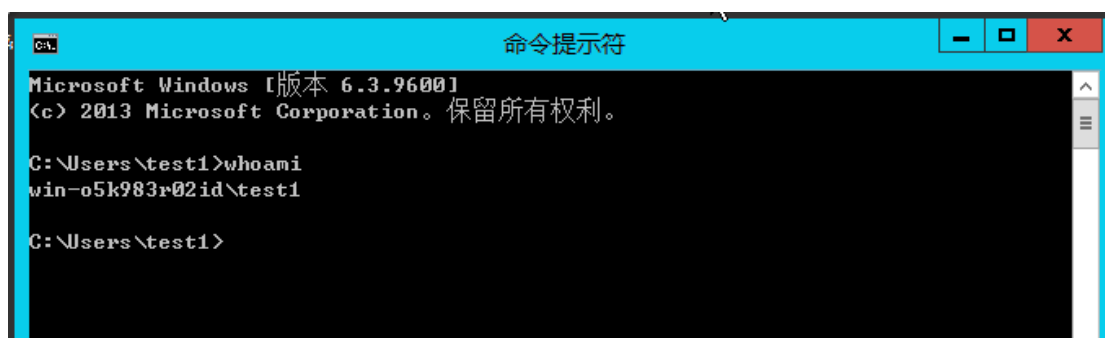 命令提示符
Microsoft Windows [版本 6.3.9600]
(c) 2013 Microsoft Corporation。保留所有权利。
C:\Users\test1>whoami
win-o5k983r02id\test1
C:\Users\test1>